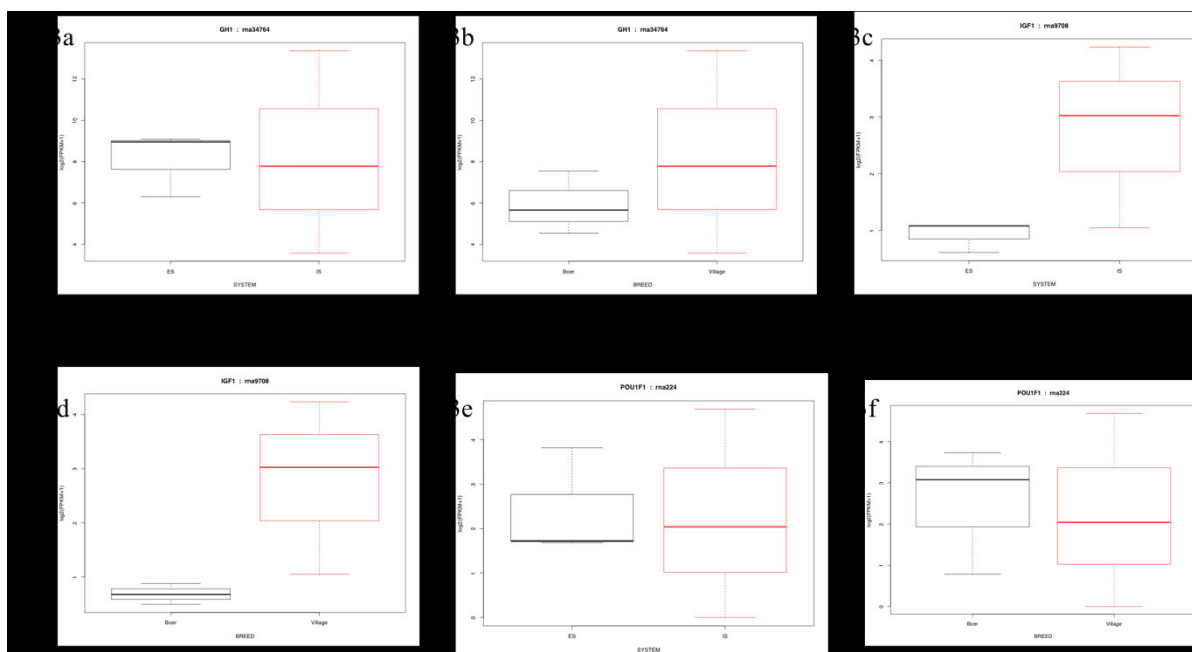 3a
GH1 : rna34764
log2(FPKM+1)
12
10
8
6
4
ES
IS
SYSTEM
3b
GH1 : rna34764
log2(FPKM+1)
12
10
8
6
4
Boer
Village
BREED
3c
IGF1 : rna9708
log2(FPKM+1)
4
3
2
1
ES
IS
SYSTEM
d
IGF1 : rna9708
log2(FPKM+1)
4
3
2
1
Boer
Village
BREED
3e
POU1F1 : rna224
log2(FPKM+1)
4
3
2
1
0
ES
IS
SYSTEM
3f
POU1F1 : rna224
log2(FPKM+1)
4
3
2
1
0
Boer
Village
BREED